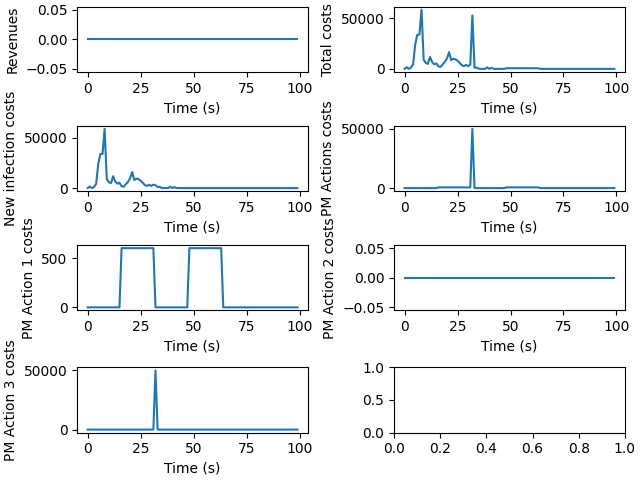 Revenues
0.05
0.00
−0.05
0 25 50 75 100
Time (s)
Total costs
50000
0
0 25 50 75 100
Time (s)
New infection costs
50000
0
0 25 50 75 100
Time (s)
PM Actions costs
50000
0
0 25 50 75 100
Time (s)
PM Action 1 costs
500
0
0 25 50 75 100
Time (s)
PM Action 2 costs
0.05
0.00
−0.05
0 25 50 75 100
Time (s)
PM Action 3 costs
50000
0
0 25 50 75 100
Time (s)
1.0
0.5
0.0
0.0 0.2 0.4 0.6 0.8 1.0